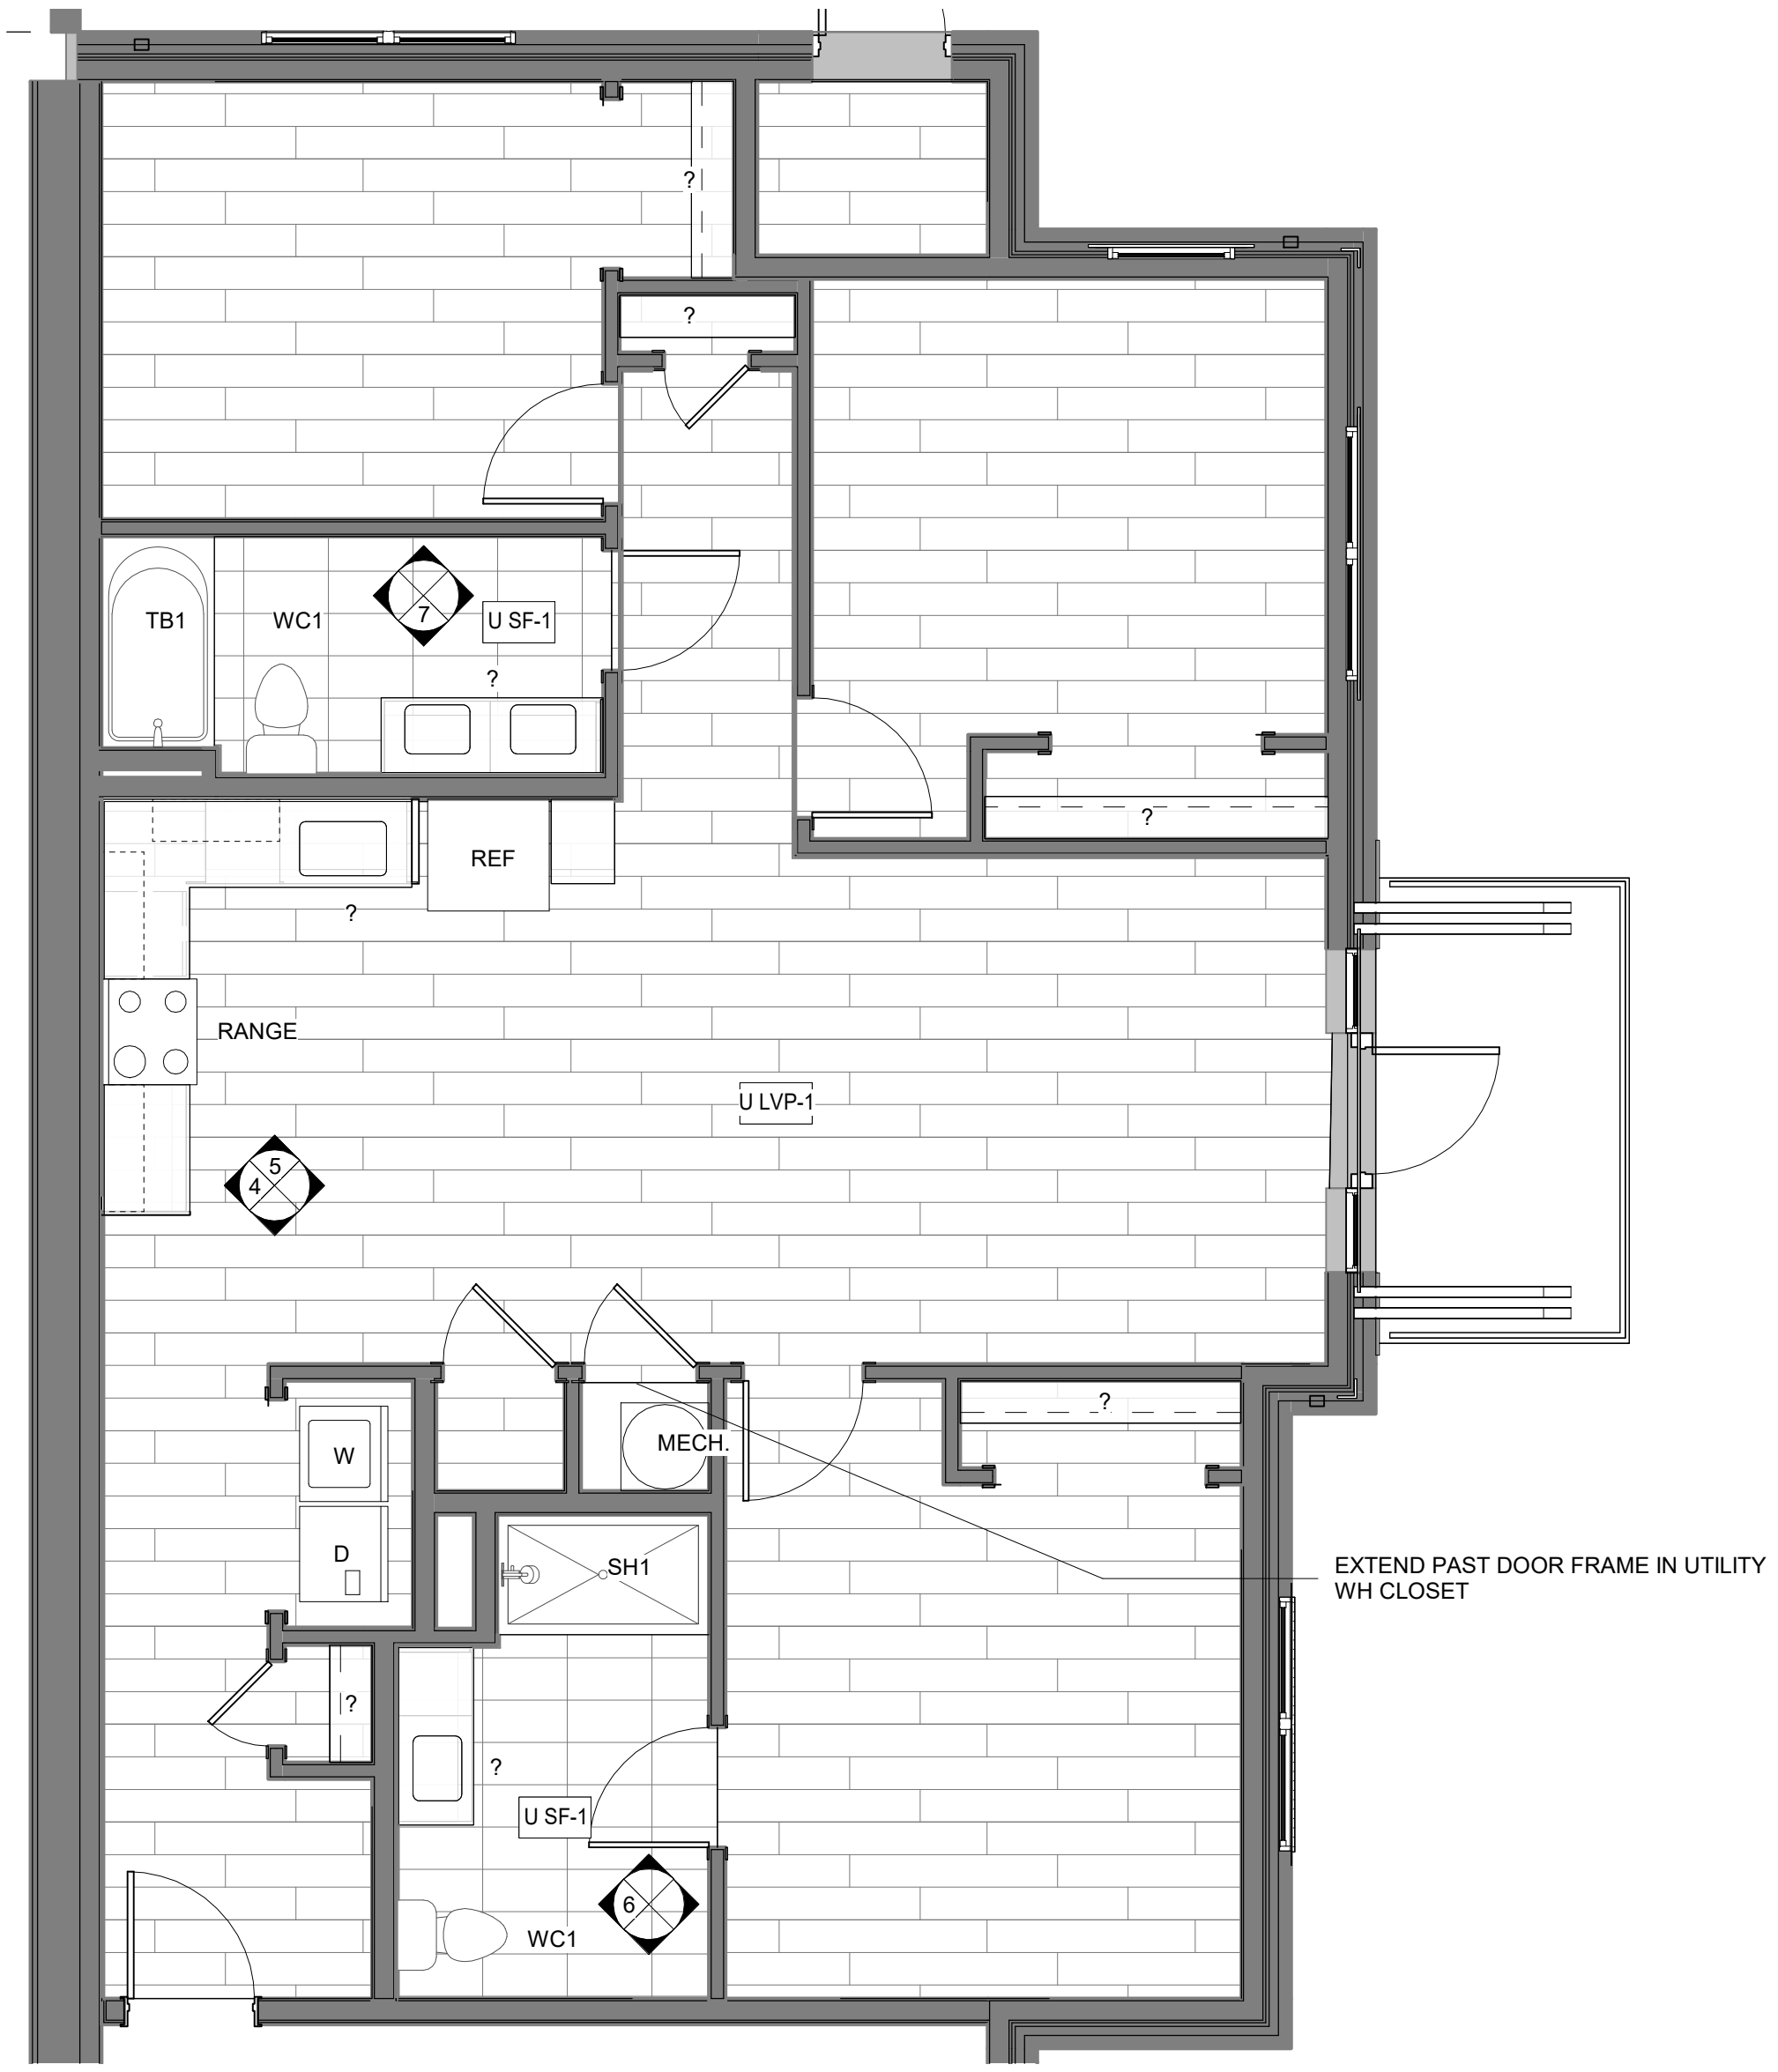 ?
?
TB1
WC1
7
U SF-1
?
?
REF
?
RANGE
U LVP-1
5
4
?
W
MECH.
D
SH1
EXTEND PAST DOOR FRAME IN UTILITY
WH CLOSET
?
?
U SF-1
6
WC1